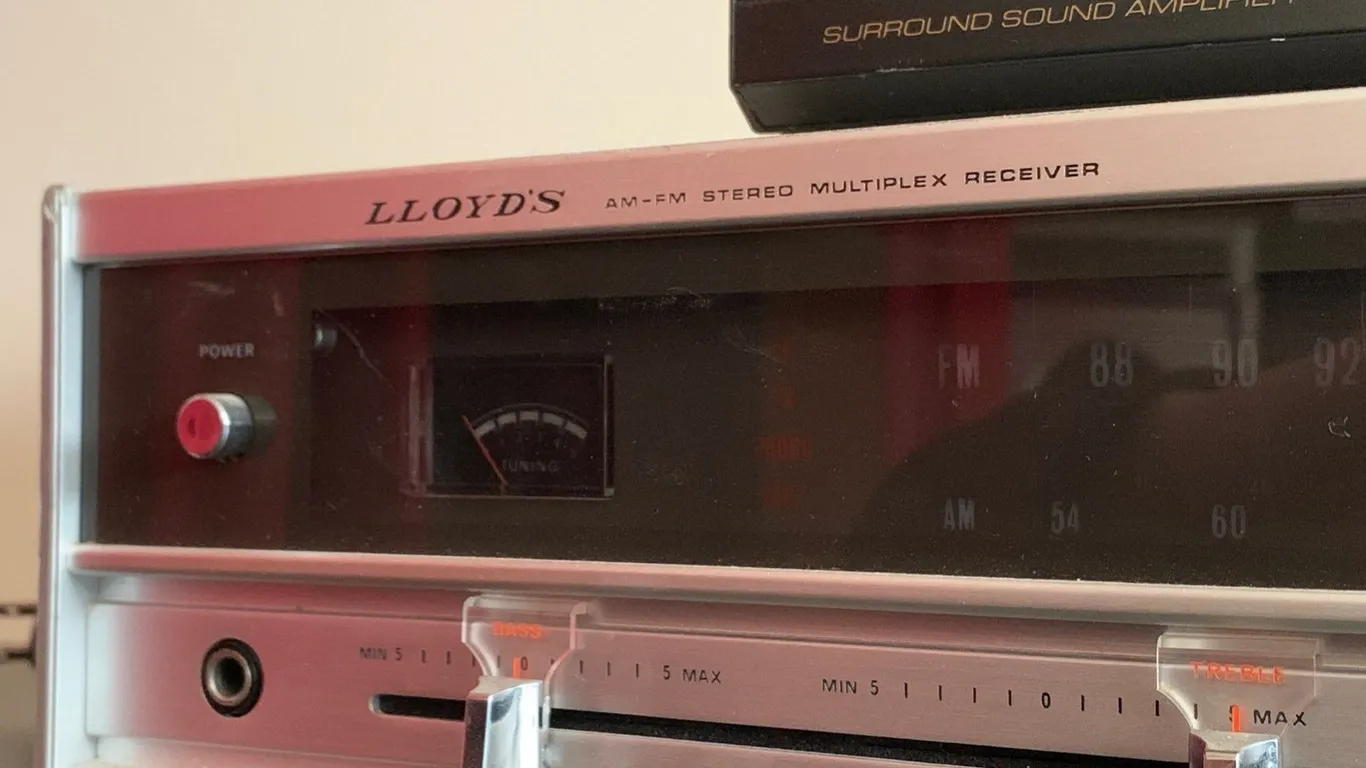 SURROUND SOUND AMPLIFIER
LLOYD'S AM-FM STEREO MULTIPLEX RECEIVER
POWER
FM 88 90 92
TUNING
AM 54 60
BASS
MIN 5 0 5 MAX
TREBLE
MIN 5 0 5 MAX